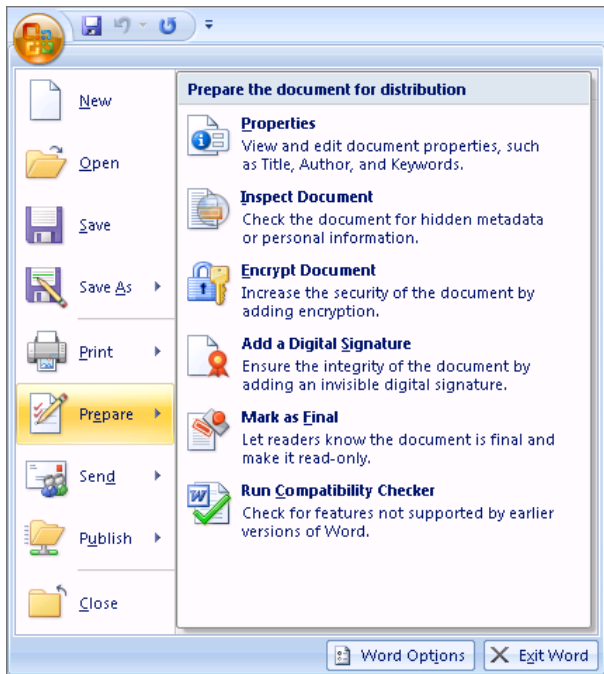 New
Open
Save
Save As
Print
Prepare
Send
Publish
Close
Prepare the document for distribution
Properties
View and edit document properties, such
as Title, Author, and Keywords.
Inspect Document
Check the document for hidden metadata
or personal information.
Encrypt Document
Increase the security of the document by
adding encryption.
Add a Digital Signature
Ensure the integrity of the document by
adding an invisible digital signature.
Mark as Final
Let readers know the document is final and
make it read-only.
Run Compatibility Checker
Check for features not supported by earlier
versions of Word.
Word Options
Exit Word